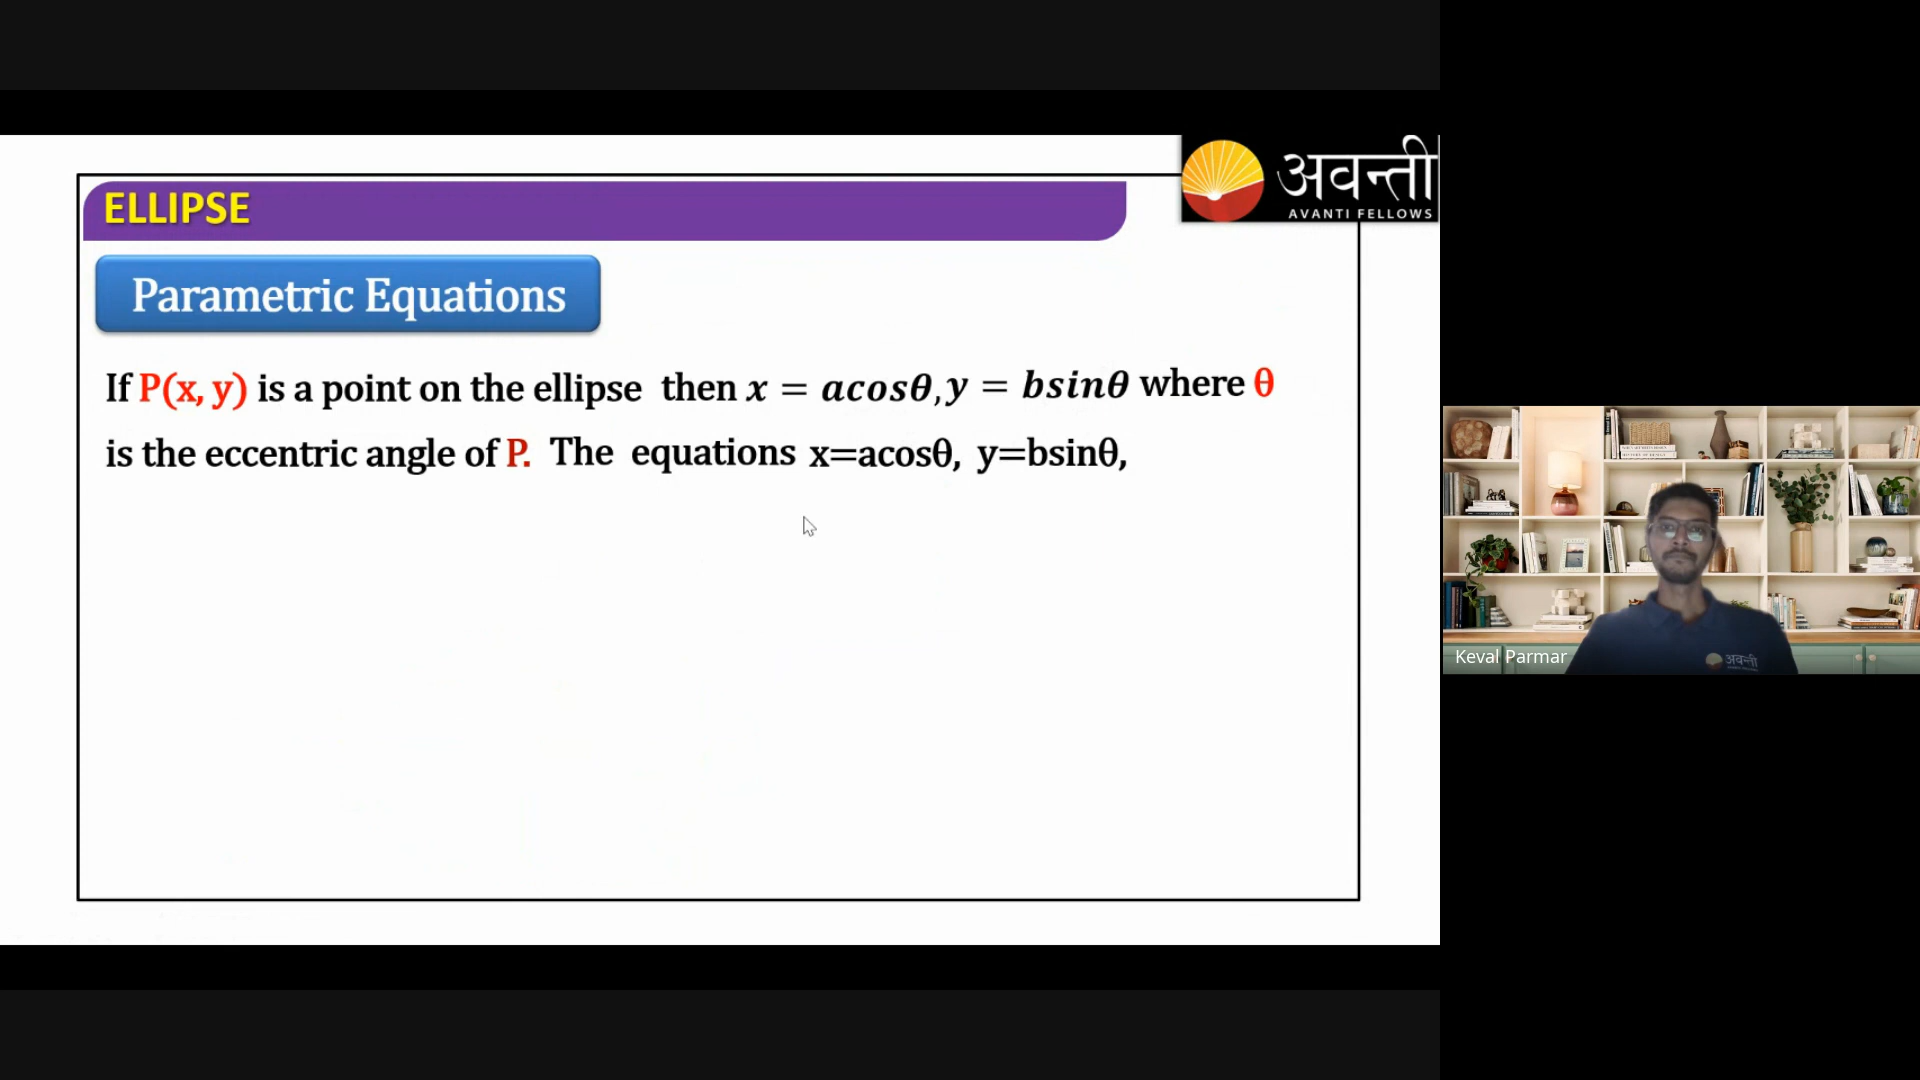 ELLIPSE
अवन्ती
AVANTI FELLOWS
Parametric Equations
If P(x, y) is a point on the ellipse then x = acosθ, y = bsinθ where θ
is the eccentric angle of P. The equations x=acosθ, y=bsinθ,
Keval Parmar
अवन्ती